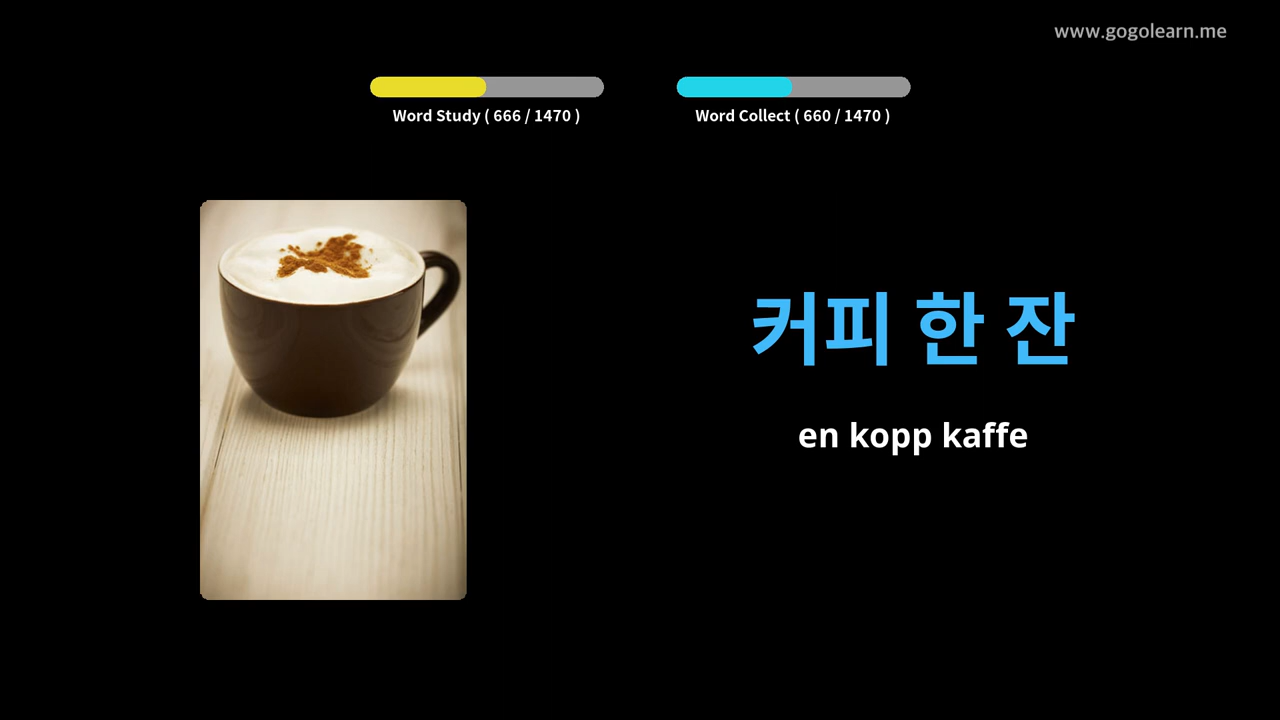 www.gogolearn.me
Word Study ( 666 / 1470 )
Word Collect ( 660 / 1470 )
커피 한 잔
en kopp kaffe